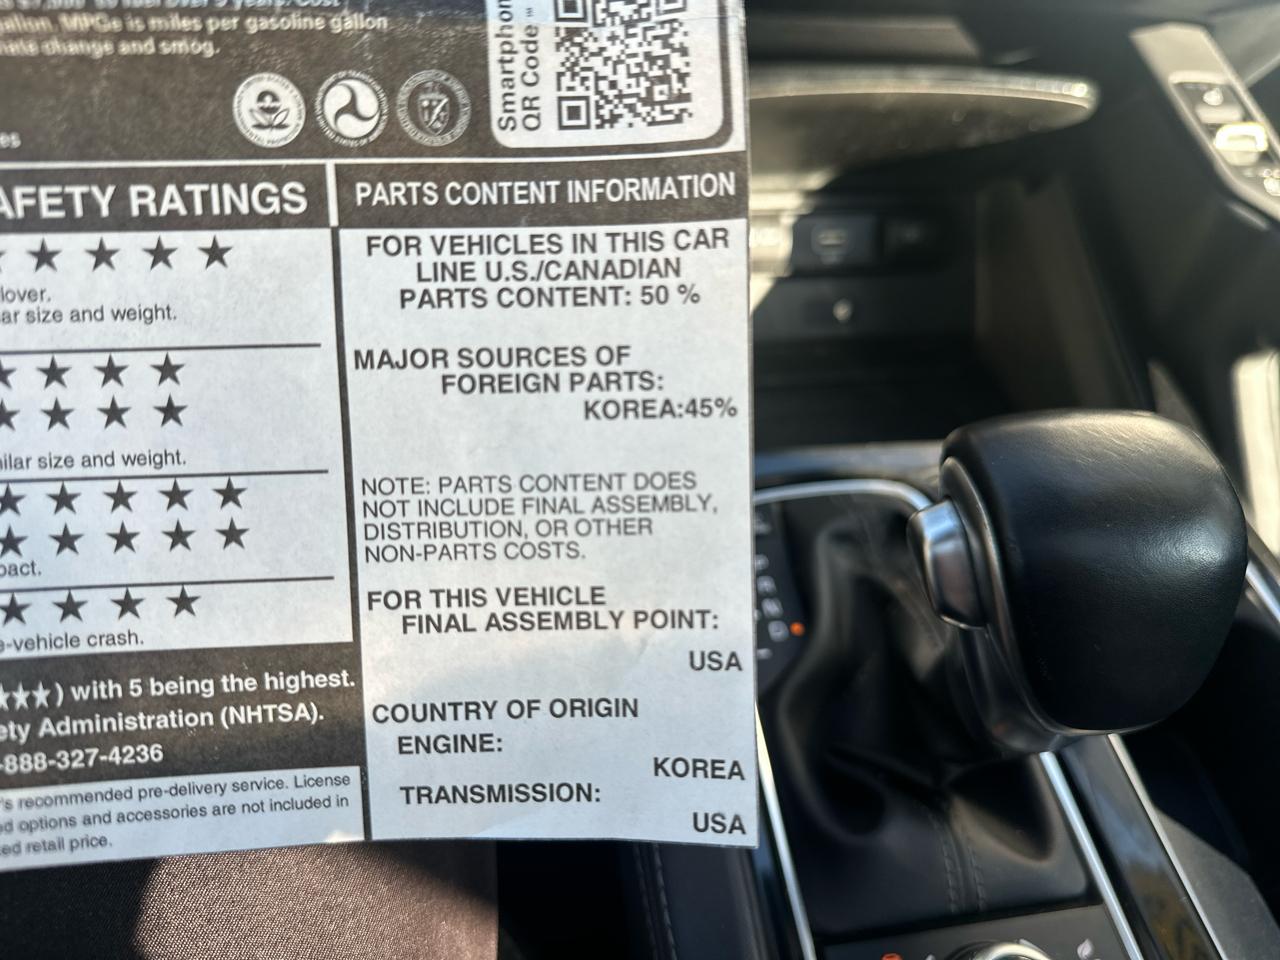 allon. MPGe is miles per gasoline gallon
mate change and smog.
Smartphon
QR Code™
es
AFETY RATINGS
★ ★ ★ ★
lover.
ar size and weight.
★ ★ ★ ★
★ ★ ★ ★
ilar size and weight.
★ ★ ★ ★ ★
★ ★ ★ ★ ★
pact.
★ ★ ★ ★
e-vehicle crash.
★★★) with 5 being the highest.
ety Administration (NHTSA).
-888-327-4236
's recommended pre-delivery service. License
ed options and accessories are not included in
ed retail price.
PARTS CONTENT INFORMATION
FOR VEHICLES IN THIS CAR
LINE U.S./CANADIAN
PARTS CONTENT: 50 %
MAJOR SOURCES OF
FOREIGN PARTS:
KOREA:45%
NOTE: PARTS CONTENT DOES
NOT INCLUDE FINAL ASSEMBLY,
DISTRIBUTION, OR OTHER
NON-PARTS COSTS.
FOR THIS VEHICLE
FINAL ASSEMBLY POINT:
USA
COUNTRY OF ORIGIN
ENGINE:
KOREA
TRANSMISSION:
USA
P
R
N
D